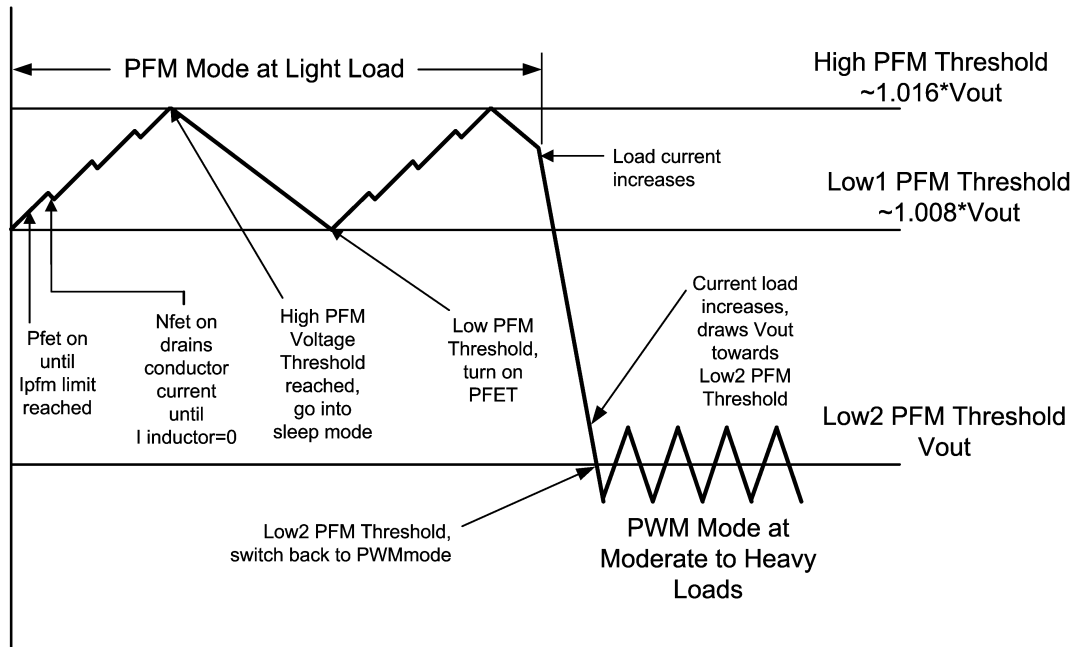 PFM Mode at Light Load
High PFM Threshold
~1.016*Vout
Load current
increases
Low1 PFM Threshold
~1.008*Vout
Pfet on
until
Ipfm limit
reached
Nfet on
drains
conductor
current
until
I inductor=0
High PFM
Voltage
Threshold
reached,
go into
sleep mode
Low PFM
Threshold,
turn on
PFET
Current load
increases,
draws Vout
towards
Low2 PFM
Threshold
Low2 PFM Threshold
Vout
Low2 PFM Threshold,
switch back to PWMmode
PWM Mode at
Moderate to Heavy
Loads